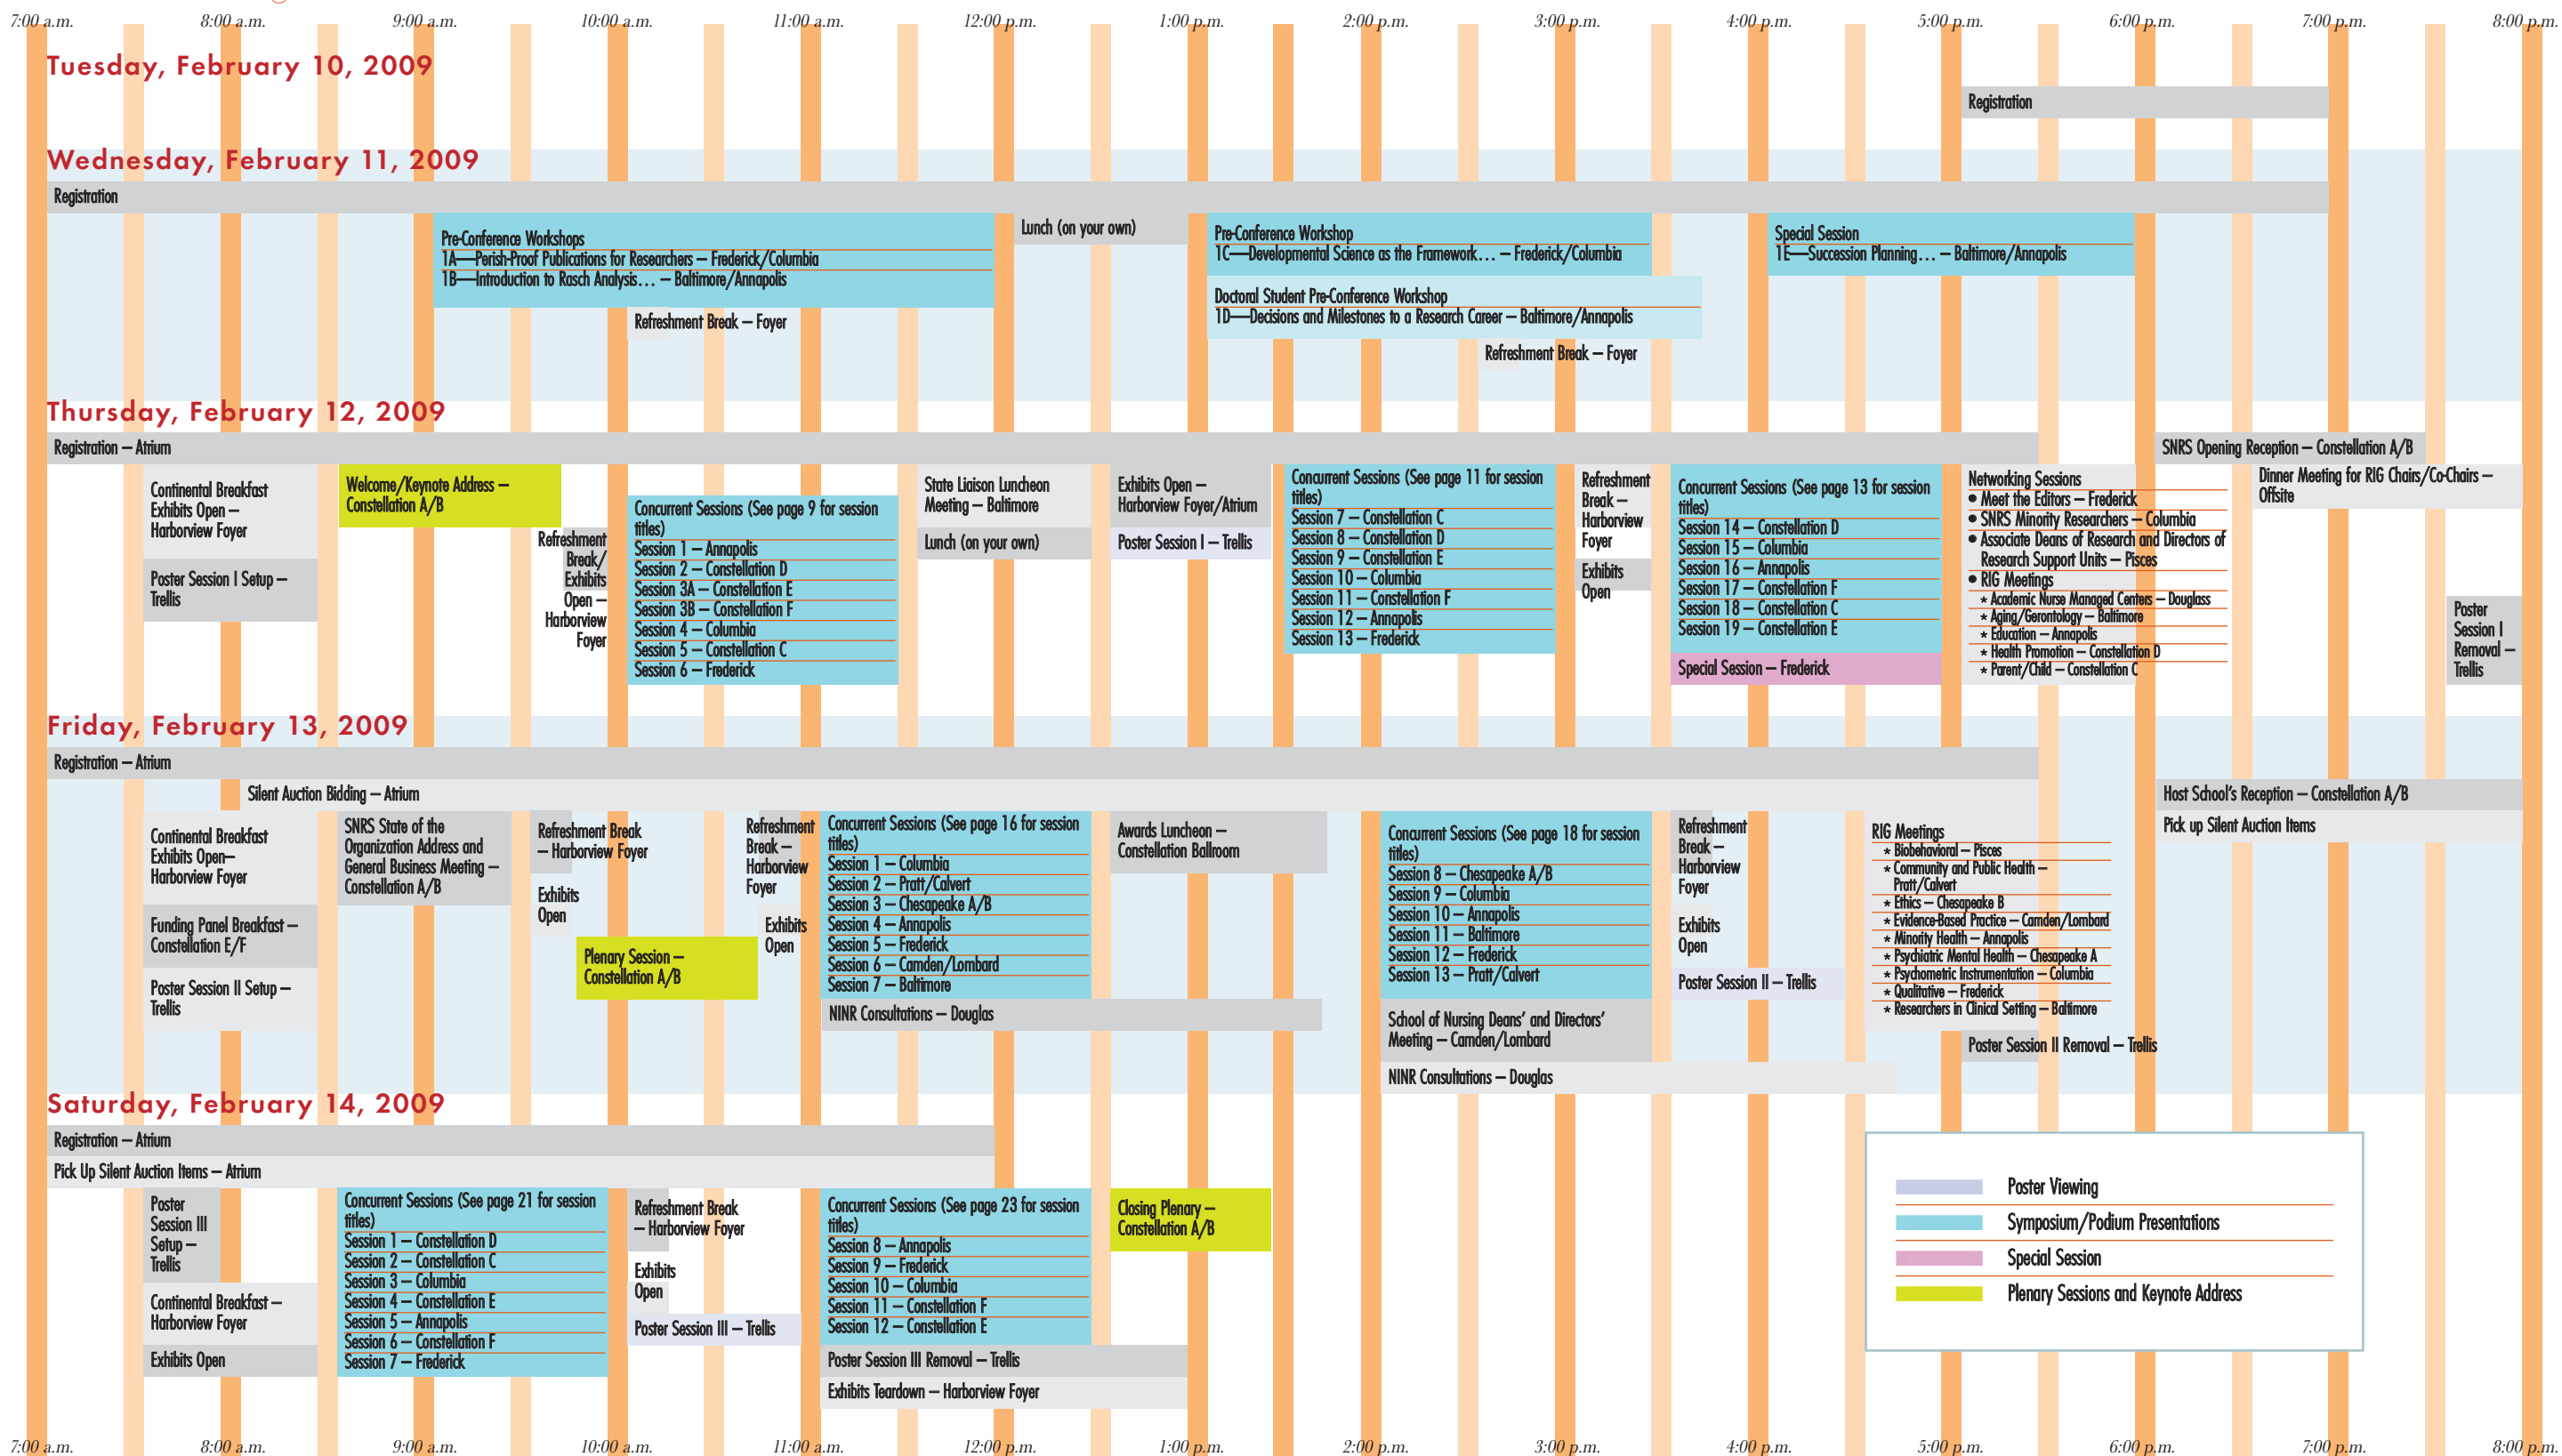 7:00 a.m. 8:00 a.m. 9:00 a.m. 10:00 a.m. 11:00 a.m. 12:00 p.m. 1:00 p.m. 2:00 p.m. 3:00 p.m. 4:00 p.m. 5:00 p.m. 6:00 p.m. 7:00 p.m. 8:00 p.m.
Tuesday, February 10, 2009
Registration
Wednesday, February 11, 2009
Registration
Pre-Conference Workshops
1A—Perish-Proof Publications for Researchers – Frederick/Columbia
1B—Introduction to Rasch Analysis… – Baltimore/Annapolis
Refreshment Break – Foyer
Lunch (on your own)
Pre-Conference Workshop
1C—Developmental Science as the Framework… – Frederick/Columbia
Doctoral Student Pre-Conference Workshop
1D—Decisions and Milestones to a Research Career – Baltimore/Annapolis
Refreshment Break – Foyer
Special Session
1E—Succession Planning… – Baltimore/Annapolis
Thursday, February 12, 2009
Registration – Atrium
SNRS Opening Reception – Constellation A/B
Continental Breakfast
Exhibits Open –
Harborview Foyer
Poster Session I Setup –
Trellis
Welcome/Keynote Address –
Constellation A/B
Refreshment
Break/
Exhibits
Open –
Harborview
Foyer
Concurrent Sessions (See page 9 for session
titles)
Session 1 – Annapolis
Session 2 – Constellation D
Session 3A – Constellation E
Session 3B – Constellation F
Session 4 – Columbia
Session 5 – Constellation C
Session 6 – Frederick
State Liaison Luncheon
Meeting – Baltimore
Lunch (on your own)
Exhibits Open –
Harborview Foyer/Atrium
Poster Session I – Trellis
Concurrent Sessions (See page 11 for session
titles)
Session 7 – Constellation C
Session 8 – Constellation D
Session 9 – Constellation E
Session 10 – Columbia
Session 11 – Constellation F
Session 12 – Annapolis
Session 13 – Frederick
Refreshment
Break –
Harborview
Foyer
Exhibits
Open
Concurrent Sessions (See page 13 for session
titles)
Session 14 – Constellation D
Session 15 – Columbia
Session 16 – Annapolis
Session 17 – Constellation F
Session 18 – Constellation C
Session 19 – Constellation E
Special Session – Frederick
Networking Sessions
• Meet the Editors – Frederick
• SNRS Minority Researchers – Columbia
• Associate Deans of Research and Directors of
Research Support Units – Pisces
• RIG Meetings
* Academic Nurse Managed Centers – Douglass
* Aging/Gerontology – Baltimore
* Education – Annapolis
* Health Promotion – Constellation D
* Parent/Child – Constellation C
Dinner Meeting for RIG Chairs/Co-Chairs –
Offsite
Poster
Session I
Removal –
Trellis
Friday, February 13, 2009
Registration – Atrium
Silent Auction Bidding – Atrium
Continental Breakfast
Exhibits Open–
Harborview Foyer
Funding Panel Breakfast –
Constellation E/F
Poster Session II Setup –
Trellis
SNRS State of the
Organization Address and
General Business Meeting –
Constellation A/B
Refreshment Break
– Harborview Foyer
Exhibits
Open
Plenary Session –
Constellation A/B
Refreshment
Break –
Harborview
Foyer
Exhibits
Open
Concurrent Sessions (See page 16 for session
titles)
Session 1 – Columbia
Session 2 – Pratt/Calvert
Session 3 – Chesapeake A/B
Session 4 – Annapolis
Session 5 – Frederick
Session 6 – Camden/Lombard
Session 7 – Baltimore
NINR Consultations – Douglas
Awards Luncheon –
Constellation Ballroom
Concurrent Sessions (See page 18 for session
titles)
Session 8 – Chesapeake A/B
Session 9 – Columbia
Session 10 – Annapolis
Session 11 – Baltimore
Session 12 – Frederick
Session 13 – Pratt/Calvert
School of Nursing Deans’ and Directors’
Meeting – Camden/Lombard
NINR Consultations – Douglas
Refreshment
Break –
Harborview
Foyer
Exhibits
Open
Poster Session II – Trellis
RIG Meetings
* Biobehavioral – Pisces
* Community and Public Health –
Pratt/Calvert
* Ethics – Chesapeake B
* Evidence-Based Practice – Camden/Lombard
* Minority Health – Annapolis
* Psychiatric Mental Health – Chesapeake A
* Psychometric Instrumentation – Columbia
* Qualitative – Frederick
* Researchers in Clinical Setting – Baltimore
Poster Session II Removal – Trellis
Host School’s Reception – Constellation A/B
Pick up Silent Auction Items
Saturday, February 14, 2009
Registration – Atrium
Pick Up Silent Auction Items – Atrium
Poster
Session III
Setup –
Trellis
Continental Breakfast –
Harborview Foyer
Exhibits Open
Concurrent Sessions (See page 21 for session
titles)
Session 1 – Constellation D
Session 2 – Constellation C
Session 3 – Columbia
Session 4 – Constellation E
Session 5 – Annapolis
Session 6 – Constellation F
Session 7 – Frederick
Refreshment Break
– Harborview Foyer
Exhibits
Open
Poster Session III – Trellis
Concurrent Sessions (See page 23 for session
titles)
Session 8 – Annapolis
Session 9 – Frederick
Session 10 – Columbia
Session 11 – Constellation F
Session 12 – Constellation E
Poster Session III Removal – Trellis
Exhibits Teardown – Harborview Foyer
Closing Plenary –
Constellation A/B
Poster Viewing
Symposium/Podium Presentations
Special Session
Plenary Sessions and Keynote Address
7:00 a.m. 8:00 a.m. 9:00 a.m. 10:00 a.m. 11:00 a.m. 12:00 p.m. 1:00 p.m. 2:00 p.m. 3:00 p.m. 4:00 p.m. 5:00 p.m. 6:00 p.m. 7:00 p.m. 8:00 p.m.